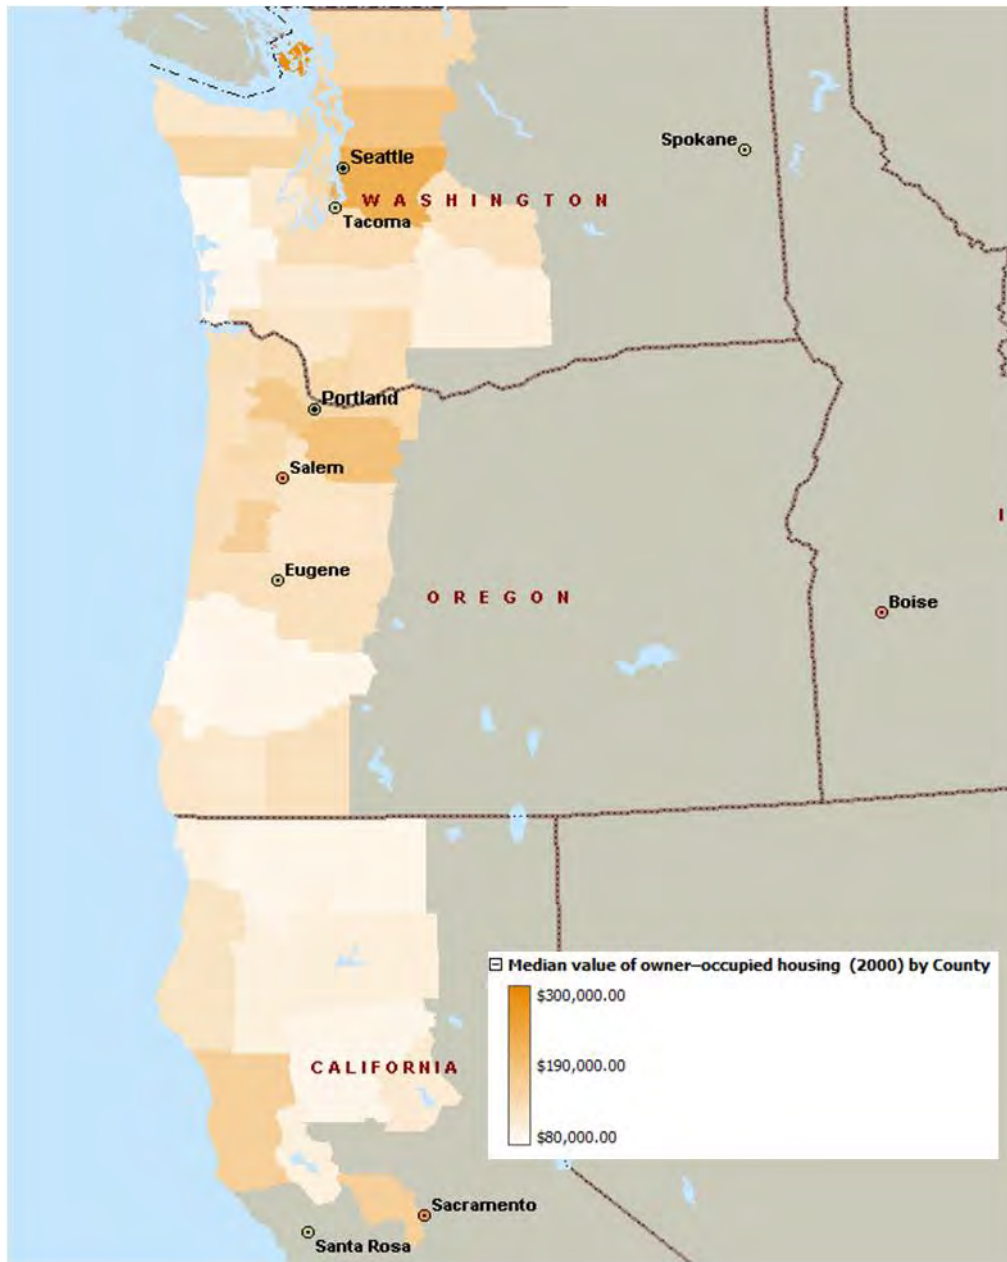 Seattle
Spokane
WASHINGTON
Tacoma
Portland
Salem
Eugene
OREGON
Boise
I
Median value of owner–occupied housing (2000) by County
$300,000.00
$190,000.00
$80,000.00
CALIFORNIA
Sacramento
Santa Rosa